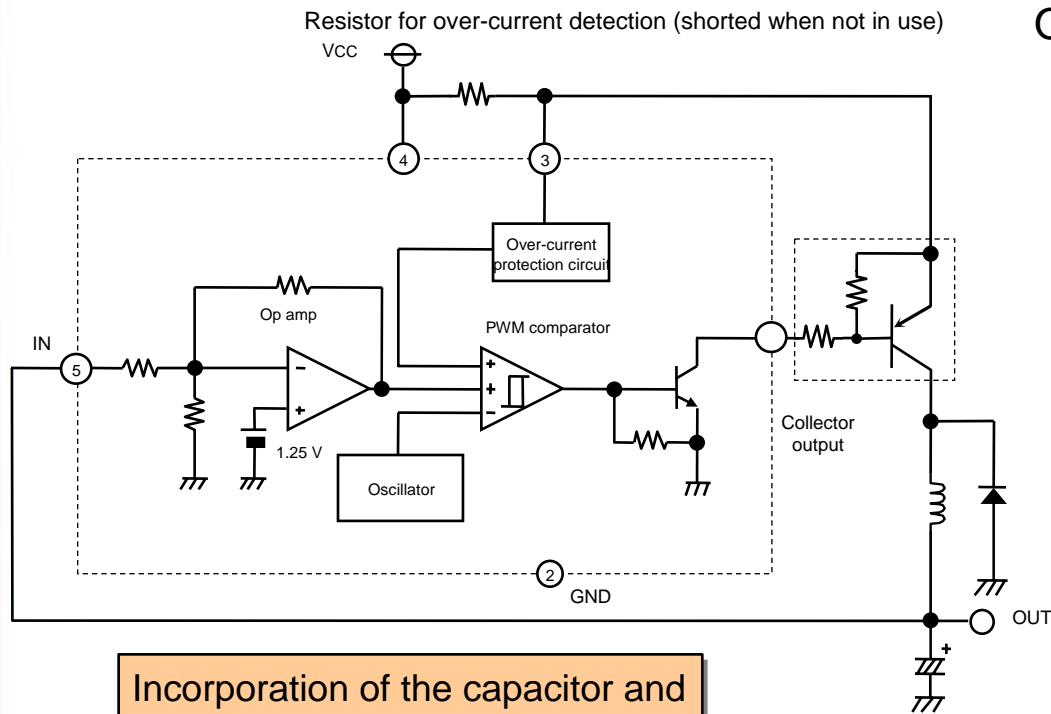 Resistor for over-current detection (shorted when not in use)
C
VCC
4
3
Over-current
protection circuit
Op amp
PWM comparator
IN
5
−
+
1.25 V
+
+
−
Oscillator
Collector
output
2
GND
OUT
+
Incorporation of the capacitor and